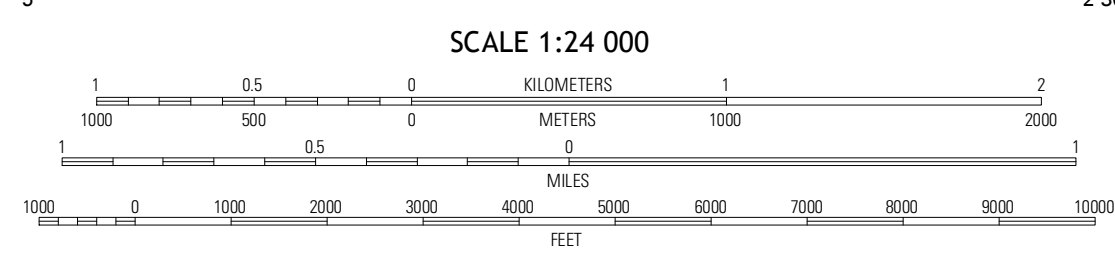 SCALE 1:24 000
1 0.5 0 KILOMETERS 1 2
1000 500 0 METERS 1000 2000
1 0.5 0 1
MILES
1000 0 1000 2000 3000 4000 5000 6000 7000 8000 9000 10000
FEET